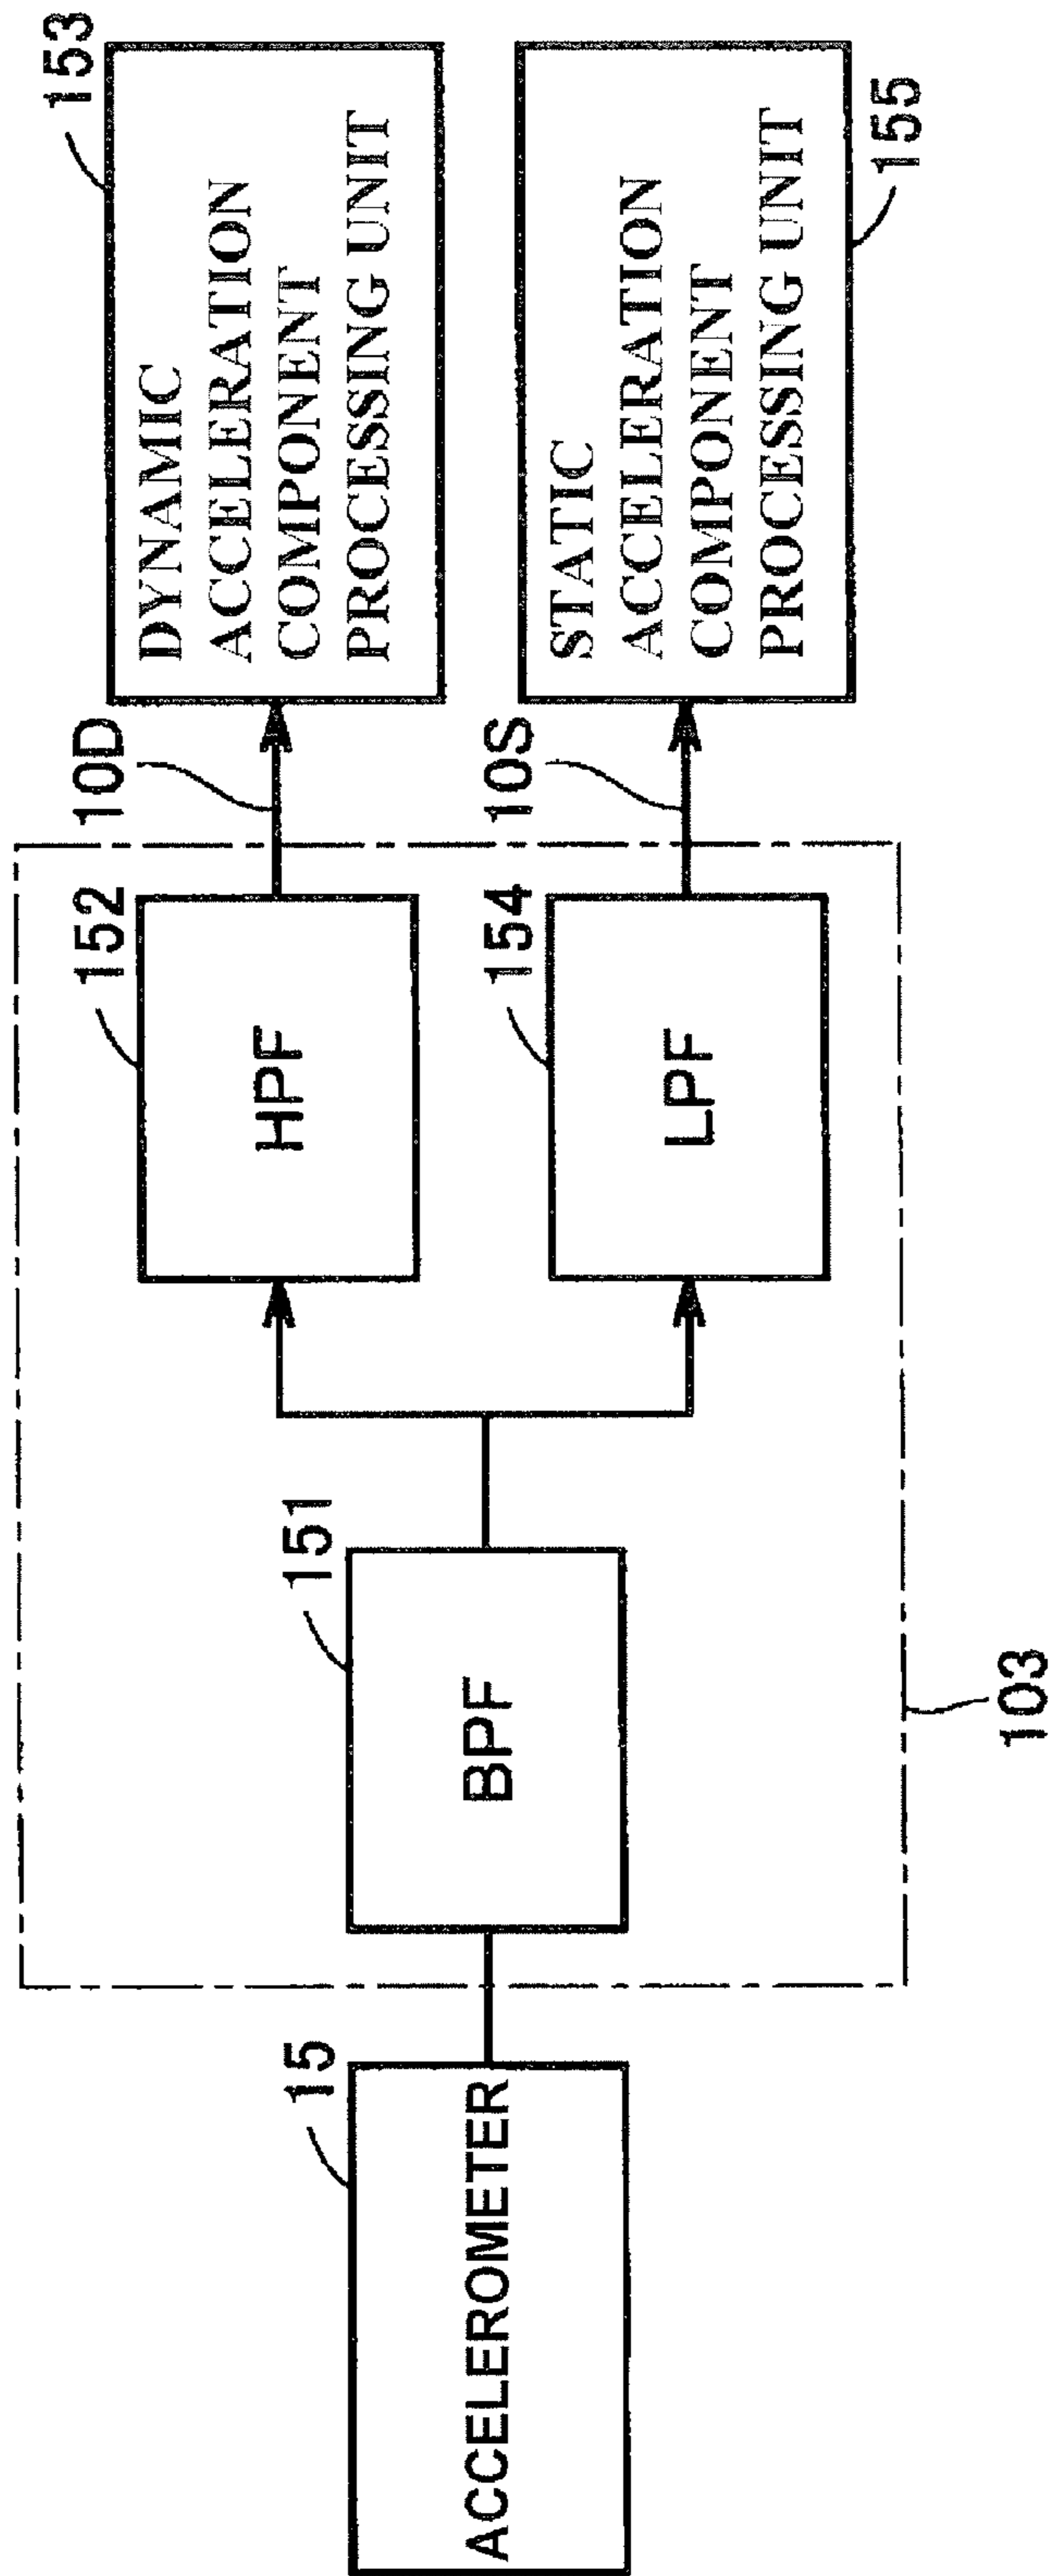 15
ACCELEROMETER
151
BPF
152
HPF
154
LPF
103
10D
10S
153
DYNAMIC
ACCELERATION
COMPONENT
PROCESSING UNIT
STATIC
ACCELERATION
COMPONENT
PROCESSING UNIT
155